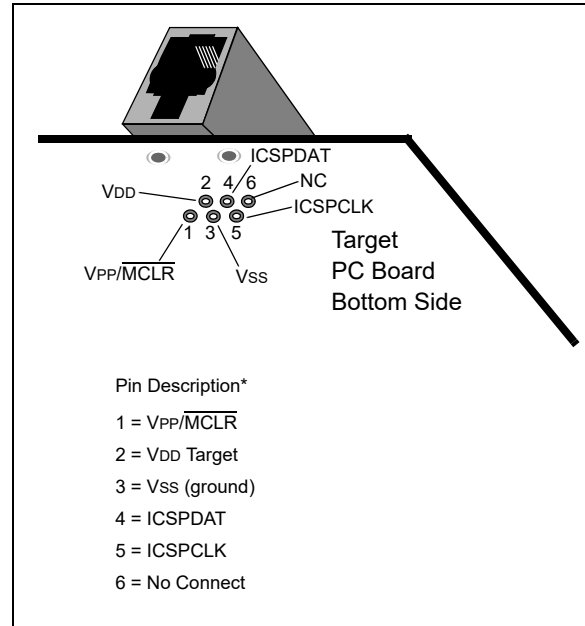 ICSPDAT
VDD 2 4 6 NC
ICSPCLK
1 3 5
VPP/MCLR VSS
Target
PC Board
Bottom Side
Pin Description*
1 = VPP/MCLR
2 = VDD Target
3 = VSS (ground)
4 = ICSPDAT
5 = ICSPCLK
6 = No Connect